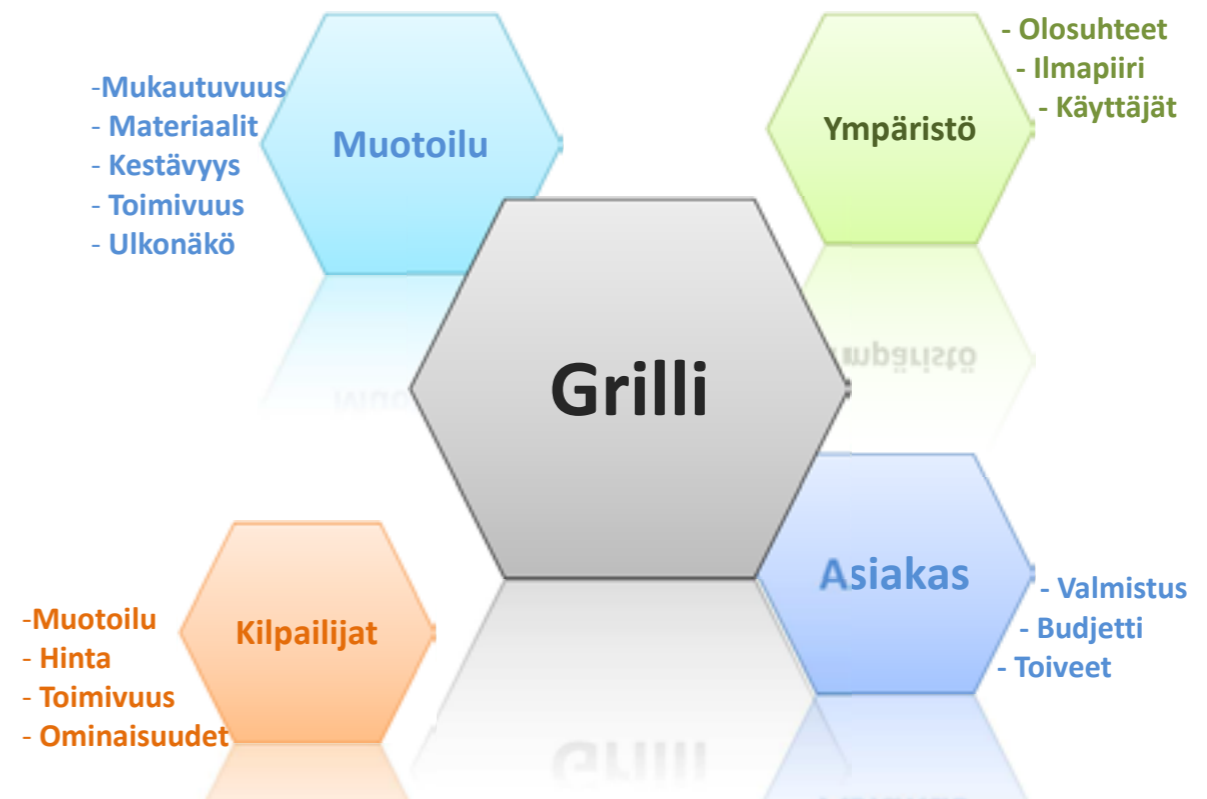 -Mukautuvuus
- Materiaalit
- Kestävyys
- Toimivuus
- Ulkonäkö
Muotoilu
Ympäristö
- Olosuhteet
- Ilmapiiri
- Käyttäjät
Grilli
Asiakas
- Valmistus
- Budjetti
- Toiveet
Kilpailijat
-Muotoilu
- Hinta
- Toimivuus
- Ominaisuudet